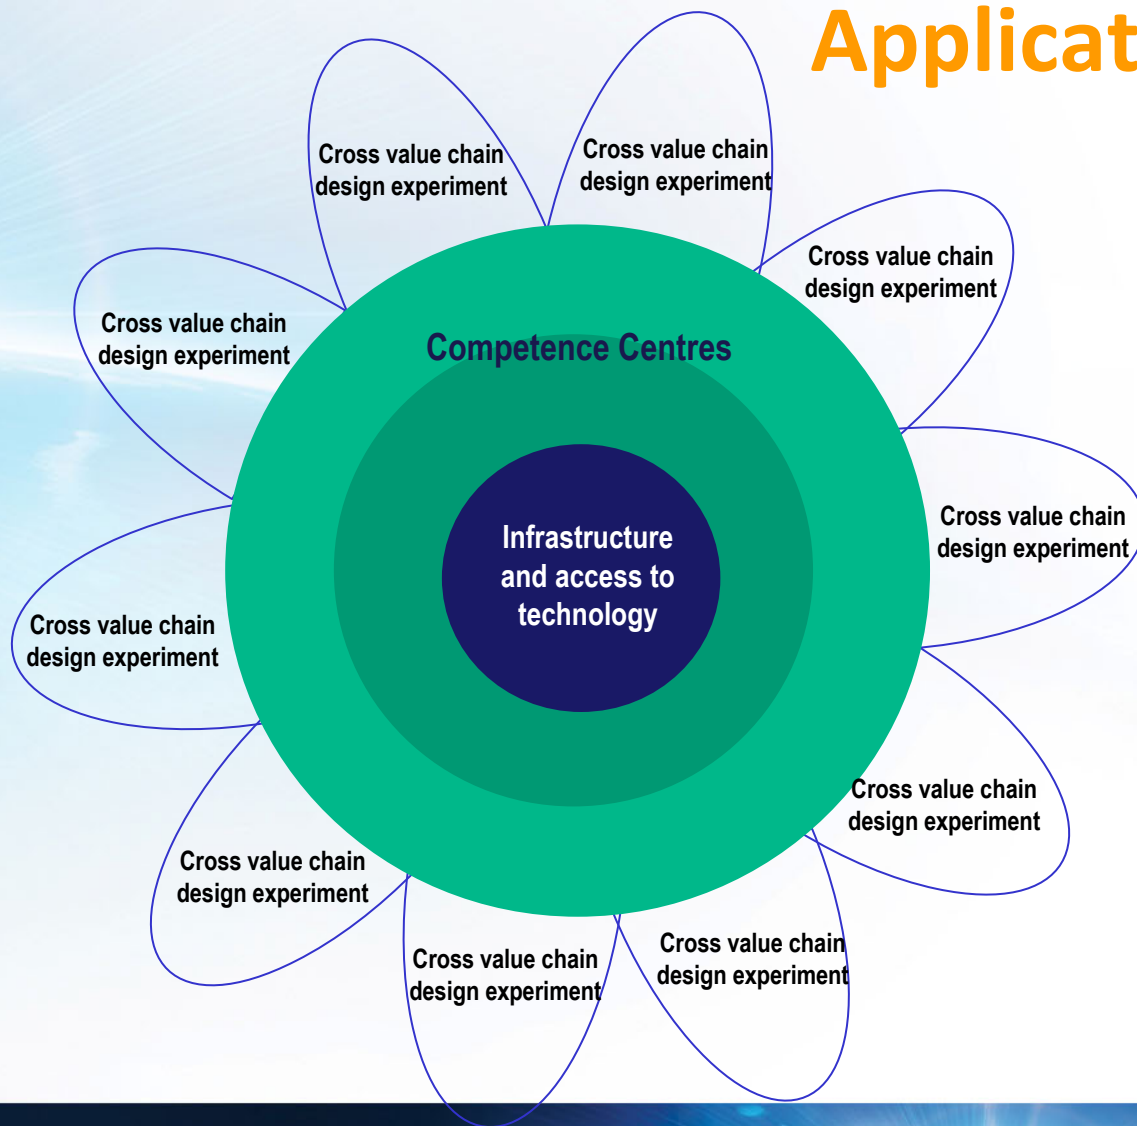 Applicat
Cross value chain
design experiment
Cross value chain
design experiment
Cross value chain
design experiment
Cross value chain
design experiment
Competence Centres
Cross value chain
design experiment
Infrastructure
and access to
technology
Cross value chain
design experiment
Cross value chain
design experiment
Cross value chain
design experiment
Cross value chain
design experiment
Cross value chain
design experiment